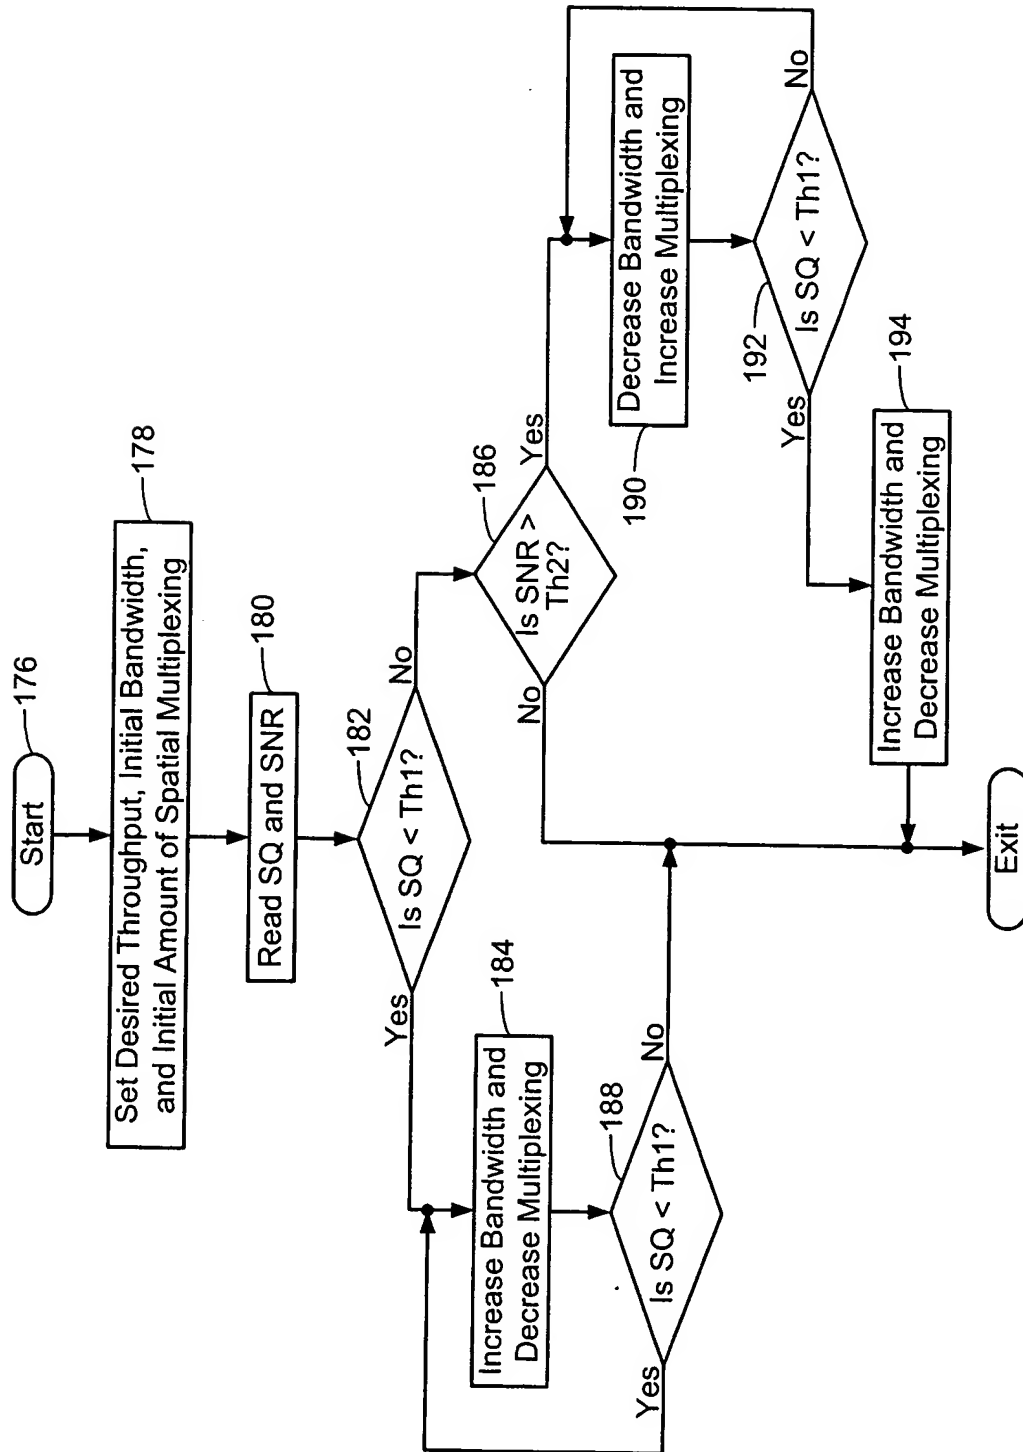 Start
176
Set Desired Throughput, Initial Bandwidth,
and Initial Amount of Spatial Multiplexing
178
Read SQ and SNR
180
Is SQ < Th1?
182
Yes
No
Increase Bandwidth and
Decrease Multiplexing
184
Is SQ < Th1?
188
Yes
No
Is SNR >
Th2?
186
No
Yes
Decrease Bandwidth and
Increase Multiplexing
190
Is SQ < Th1?
192
Yes
No
Increase Bandwidth and
Decrease Multiplexing
194
Exit